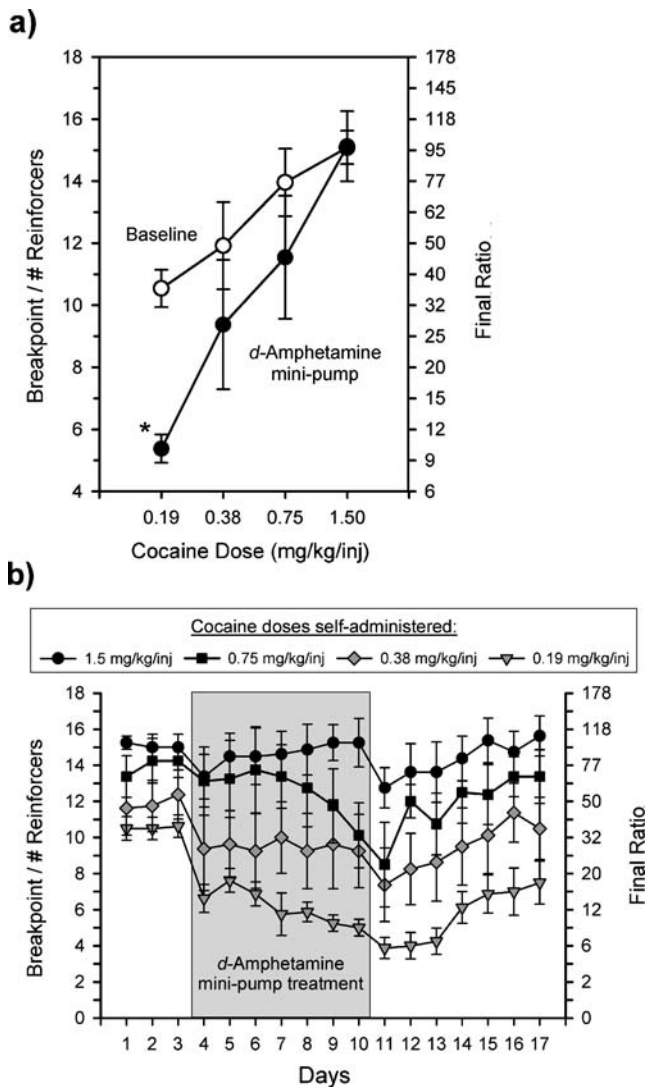 a)
18
16
14
12
10
8
6
4
Breakpoint / # Reinforcers
178
145
118
95
77
62
50
40
32
25
20
15
12
9
6
Final Ratio
Baseline
d-Amphetamine
mini-pump
*
0.19 0.38 0.75 1.50
Cocaine Dose (mg/kg/inj)
b)
Cocaine doses self-administered:
1.5 mg/kg/inj 0.75 mg/kg/inj 0.38 mg/kg/inj 0.19 mg/kg/inj
18
16
14
12
10
8
6
4
2
0
Breakpoint / # Reinforcers
178
118
77
50
32
20
12
6
2
0
Final Ratio
d-Amphetamine
mini-pump treatment
1 2 3 4 5 6 7 8 9 10 11 12 13 14 15 16 17
Days